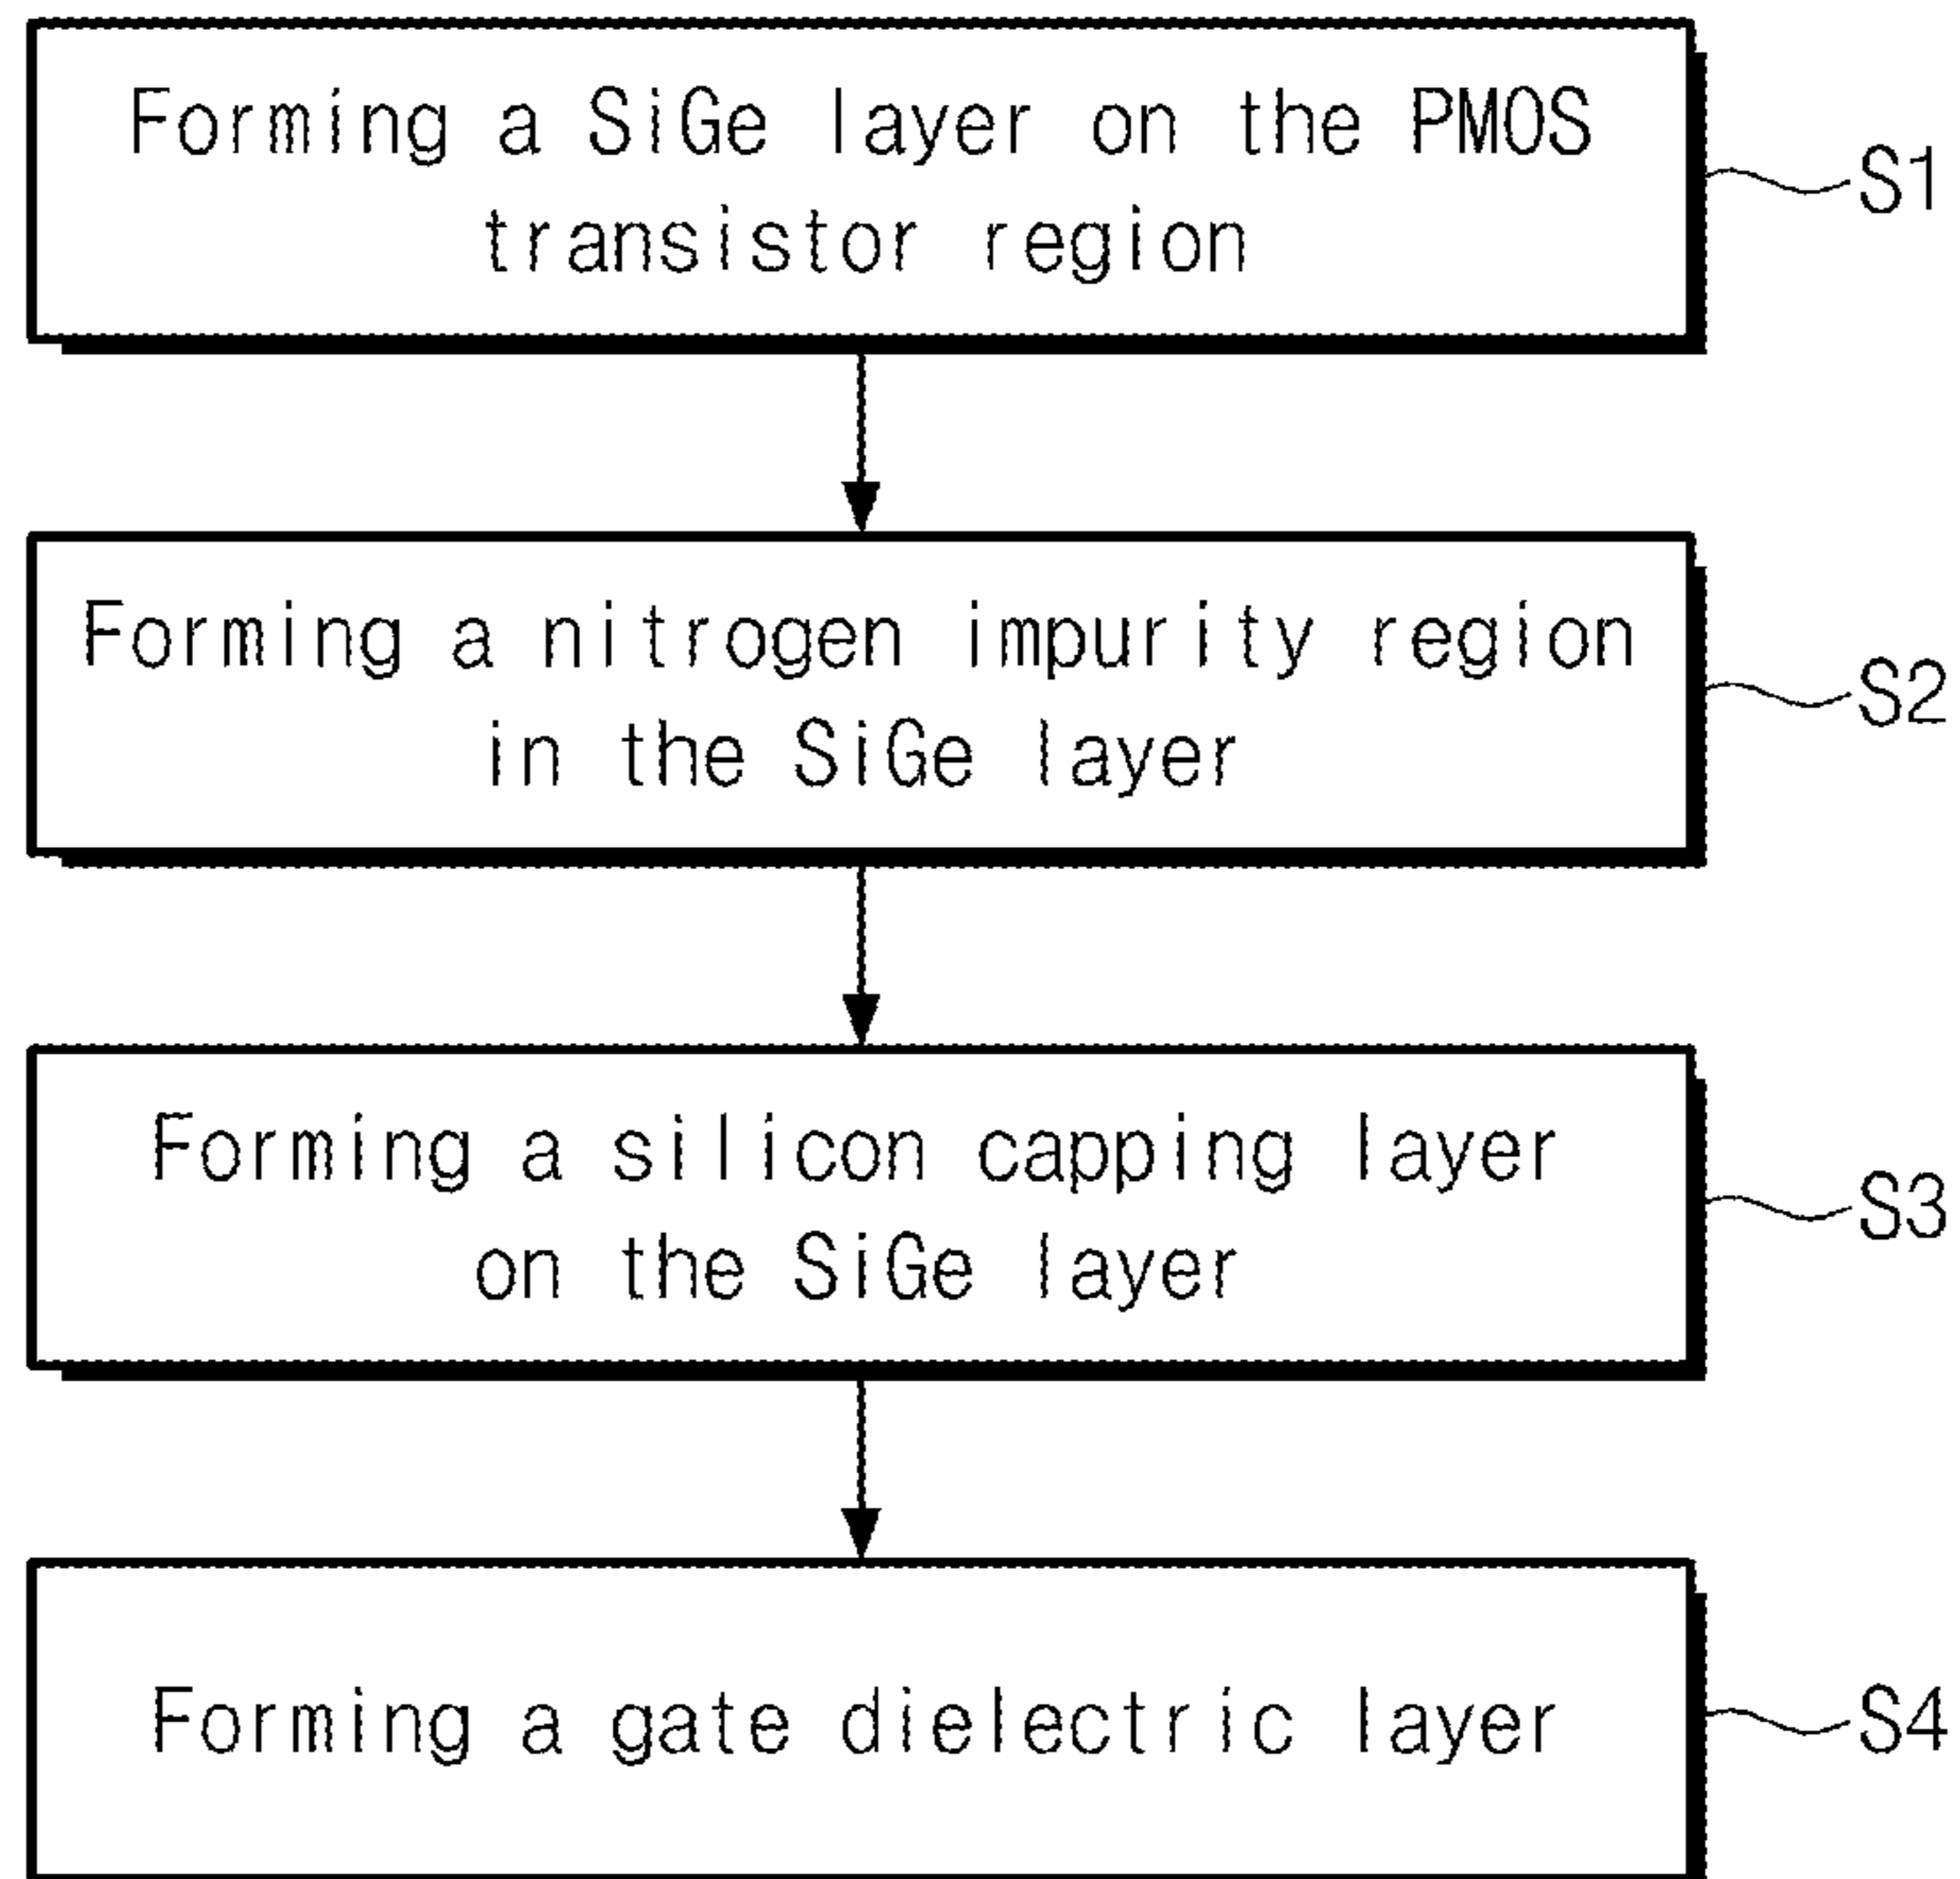 Forming a SiGe layer on the PMOS
transistor region
S1
Forming a nitrogen impurity region
in the SiGe layer
S2
Forming a silicon capping layer
on the SiGe layer
S3
Forming a gate dielectric layer
S4